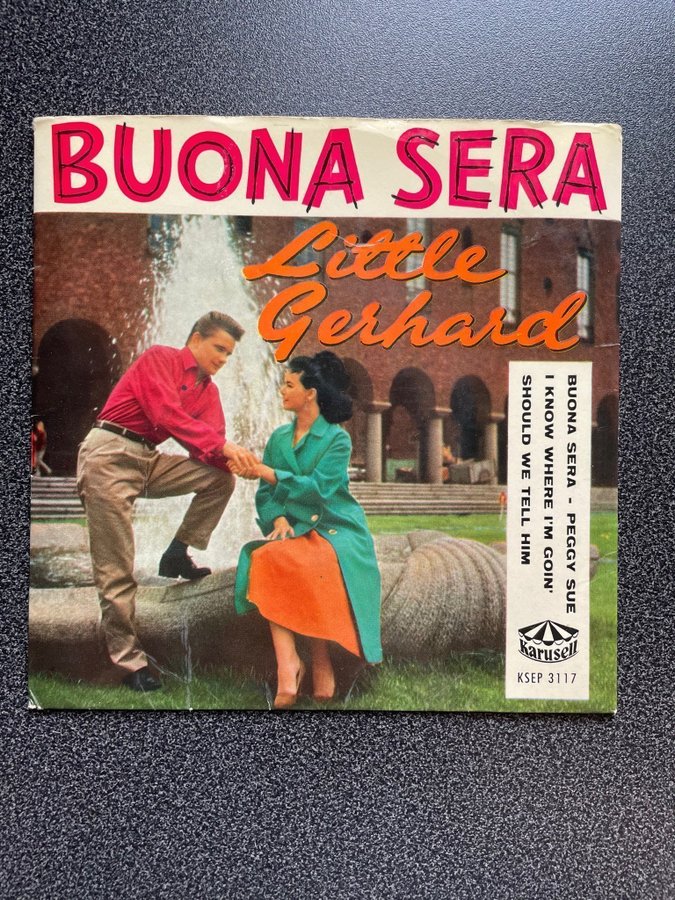 BUONA SERA
Little
Gerhard
BUONA SERA - PEGGY SUE
I KNOW WHERE I'M GOIN'
SHOULD WE TELL HIM
Karusell
KSEP 3117